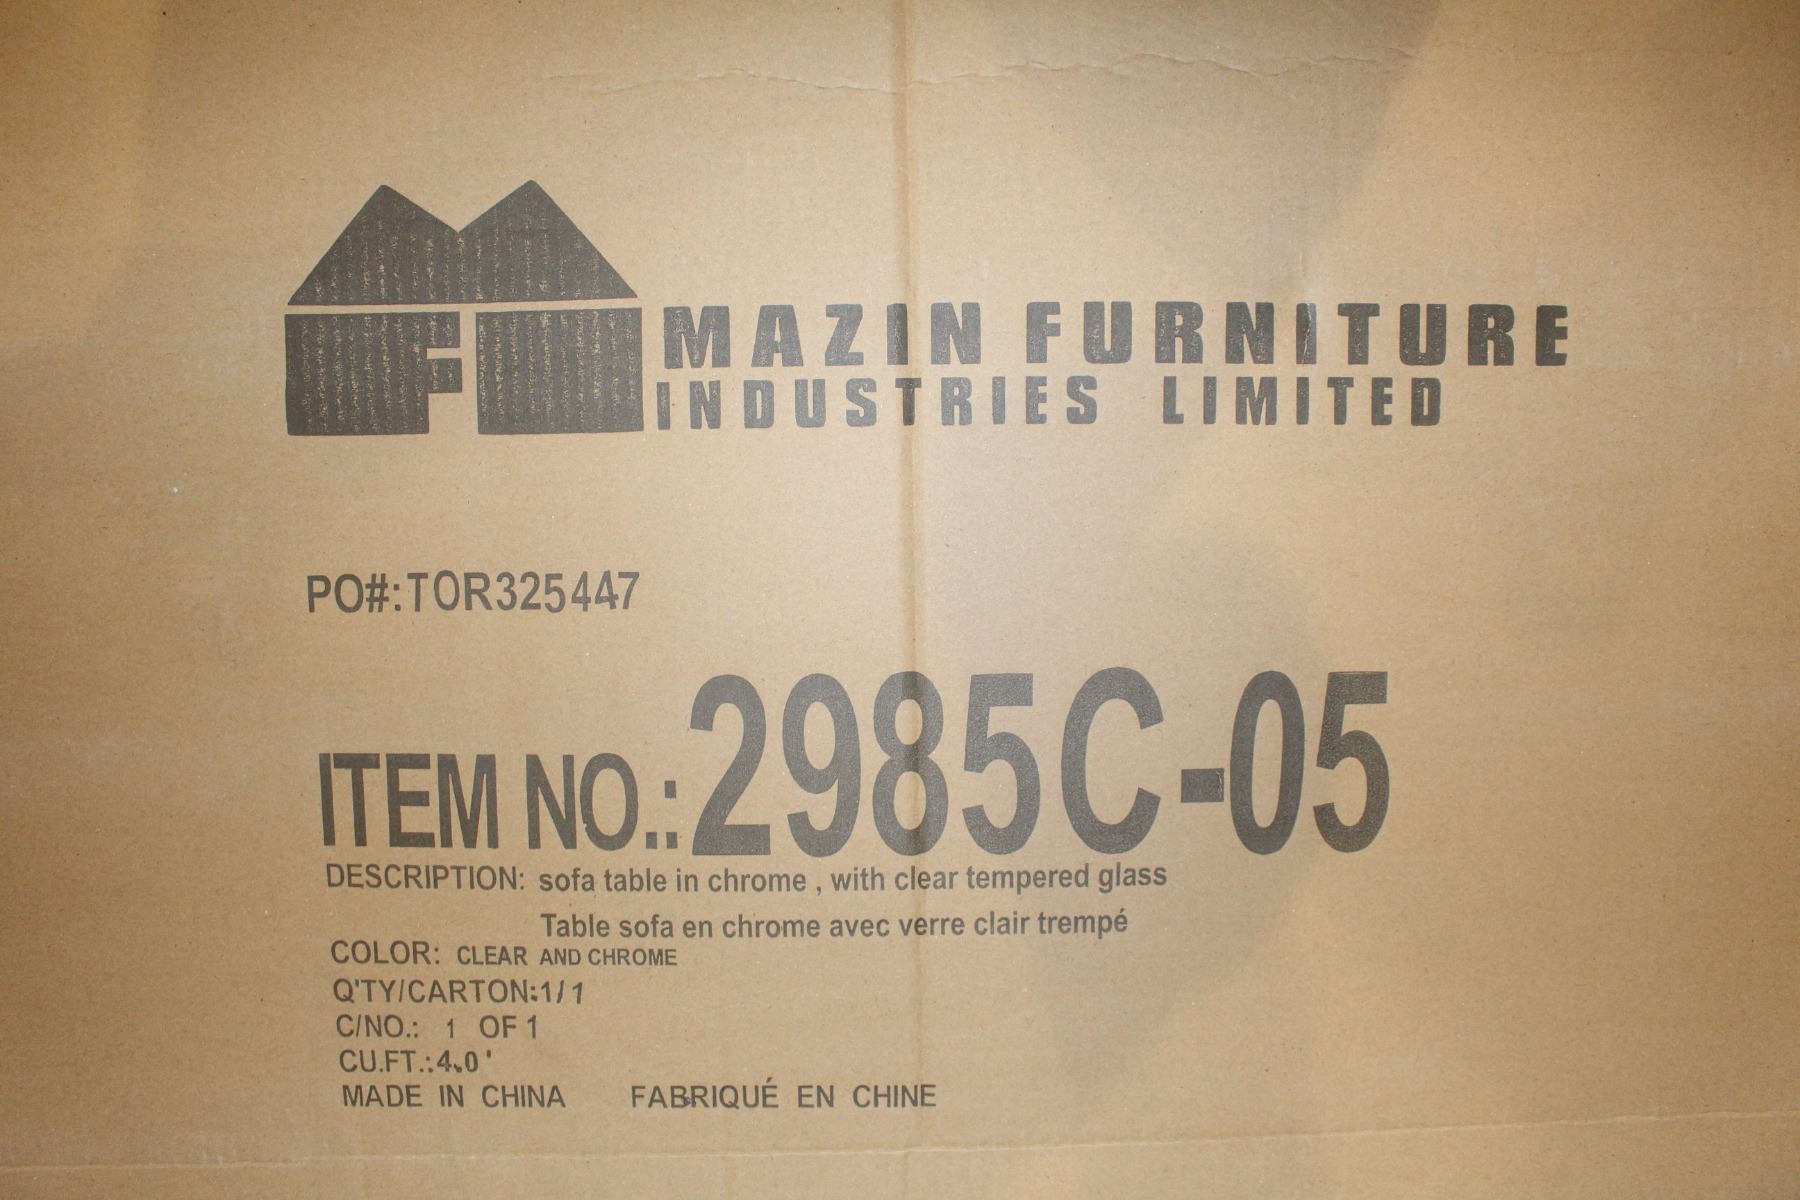 MAZIN FURNITURE
INDUSTRIES LIMITED
PO#:TOR325447
ITEM NO.:2985C-05
DESCRIPTION: sofa table in chrome , with clear tempered glass
Table sofa en chrome avec verre clair trempé
COLOR: CLEAR AND CHROME
Q'TY/CARTON:1/1
C/NO.: 1 OF 1
CU.FT.:4.0'
MADE IN CHINA FABRIQUÉ EN CHINE